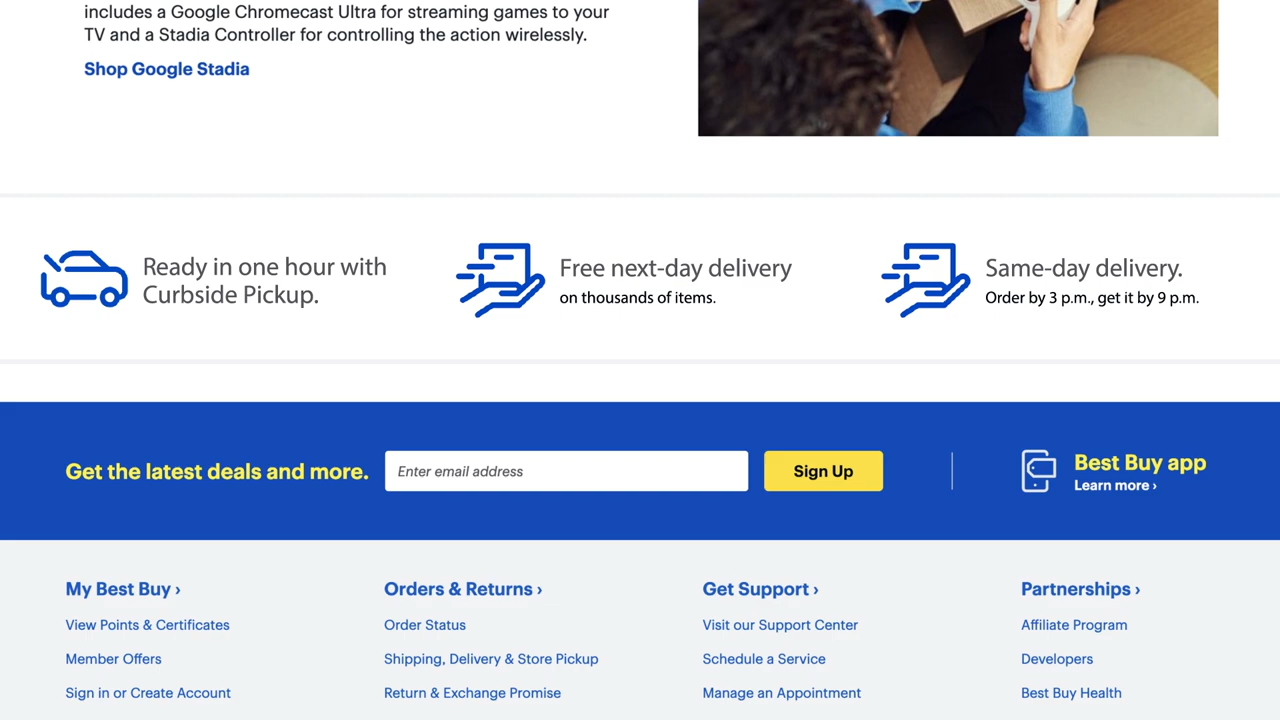 includes a Google Chromecast Ultra for streaming games to your
TV and a Stadia Controller for controlling the action wirelessly.
Shop Google Stadia
Ready in one hour with
Curbside Pickup.
Free next-day delivery
on thousands of items.
Same-day delivery.
Order by 3 p.m., get it by 9 p.m.
Get the latest deals and more.
Enter email address
Sign Up
Best Buy app
Learn more ›
My Best Buy ›
View Points & Certificates
Member Offers
Sign in or Create Account
Orders & Returns ›
Order Status
Shipping, Delivery & Store Pickup
Return & Exchange Promise
Get Support ›
Visit our Support Center
Schedule a Service
Manage an Appointment
Partnerships ›
Affiliate Program
Developers
Best Buy Health